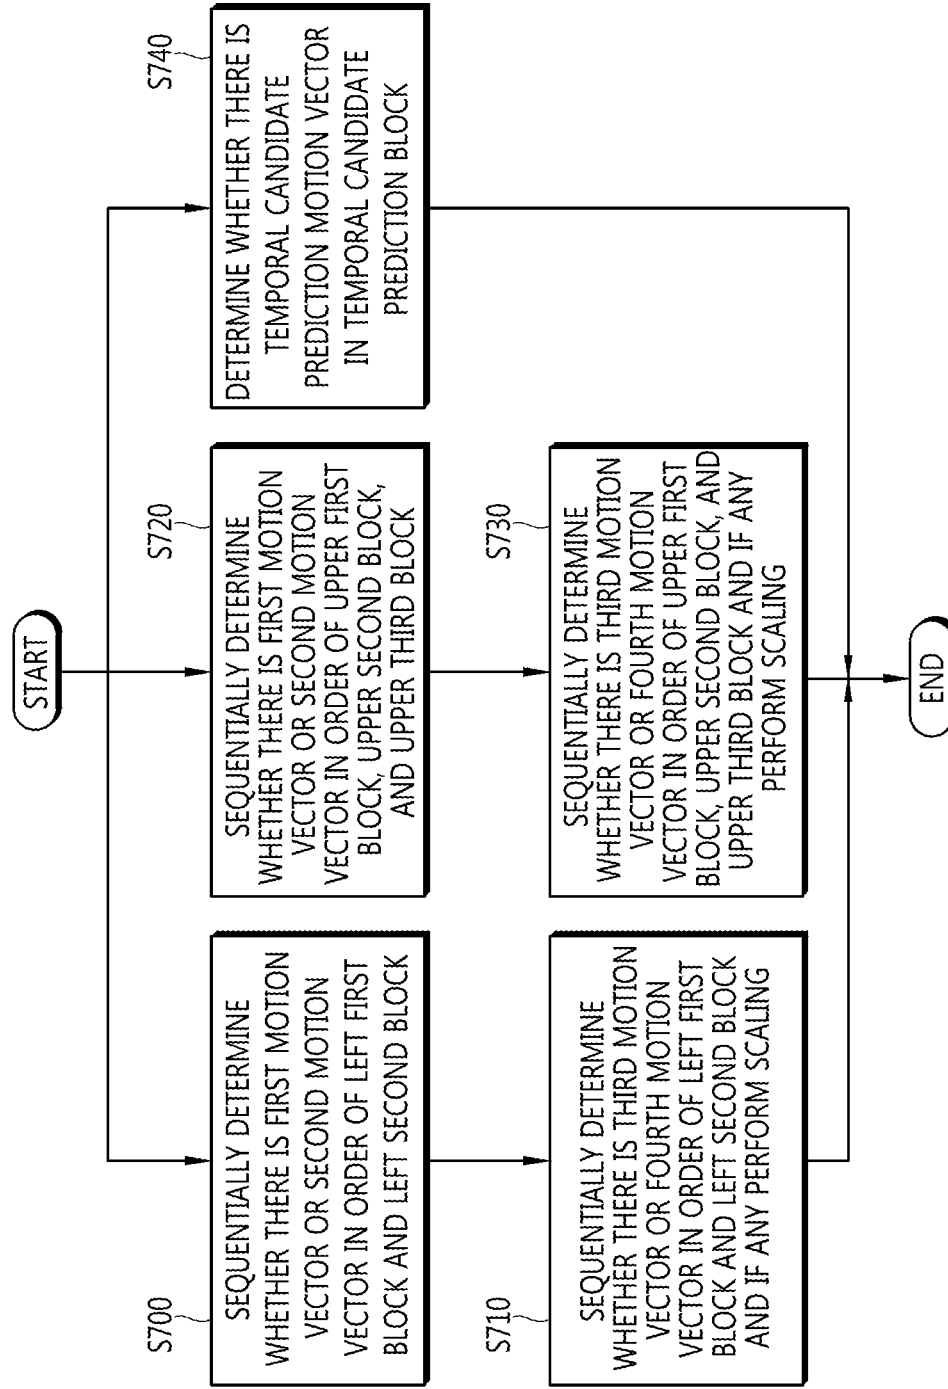 START
S700
SEQUENTIALLY DETERMINE
WHETHER THERE IS FIRST MOTION
VECTOR OR SECOND MOTION
VECTOR IN ORDER OF LEFT FIRST
BLOCK AND LEFT SECOND BLOCK
S710
SEQUENTIALLY DETERMINE
WHETHER THERE IS THIRD MOTION
VECTOR OR FOURTH MOTION
VECTOR IN ORDER OF LEFT FIRST
BLOCK AND LEFT SECOND BLOCK
AND IF ANY PERFORM SCALING
S720
SEQUENTIALLY DETERMINE
WHETHER THERE IS FIRST MOTION
VECTOR OR SECOND MOTION
VECTOR IN ORDER OF UPPER FIRST
BLOCK, UPPER SECOND BLOCK,
AND UPPER THIRD BLOCK
S730
SEQUENTIALLY DETERMINE
WHETHER THERE IS THIRD MOTION
VECTOR OR FOURTH MOTION
VECTOR IN ORDER OF UPPER FIRST
BLOCK, UPPER SECOND BLOCK, AND
UPPER THIRD BLOCK AND IF ANY
PERFORM SCALING
S740
DETERMINE WHETHER THERE IS
TEMPORAL CANDIDATE
PREDICTION MOTION VECTOR
IN TEMPORAL CANDIDATE
PREDICTION BLOCK
END